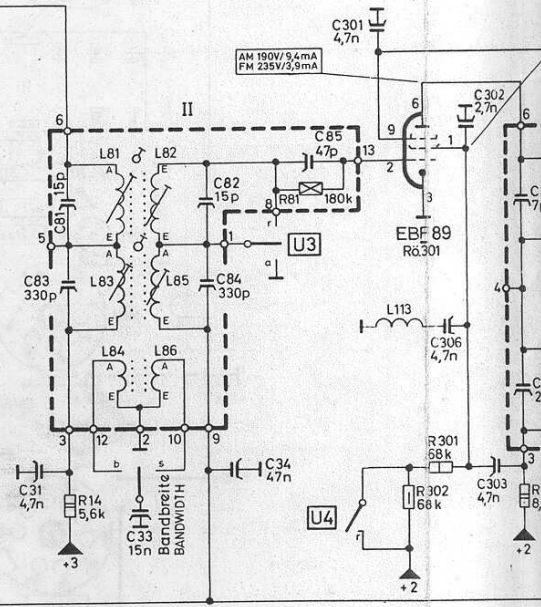 C301
4,7n
AM 190V/9,4mA
FM 235V/3,9mA
II
6
C302
2,7n
6
6
L81
L82
C85
47p
9
1
A
E
15p
C81
C82
15p
R81
180k
13
2
8
r
3
E
E
5
1
U3
EBF 89
Rö.301
C83
330p
A
A
L83
L85
C84
330p
a
4
E
E
L113
L84
L86
C306
4,7n
A
A
E
E
3
12
2
10
9
3
R301
68k
b
s
C31
4,7n
R14
5,6k
C33
15n
Bandbreite
BANDWIDTH
C34
47n
U4
r
R302
68k
C303
4,7n
+3
+2
+2